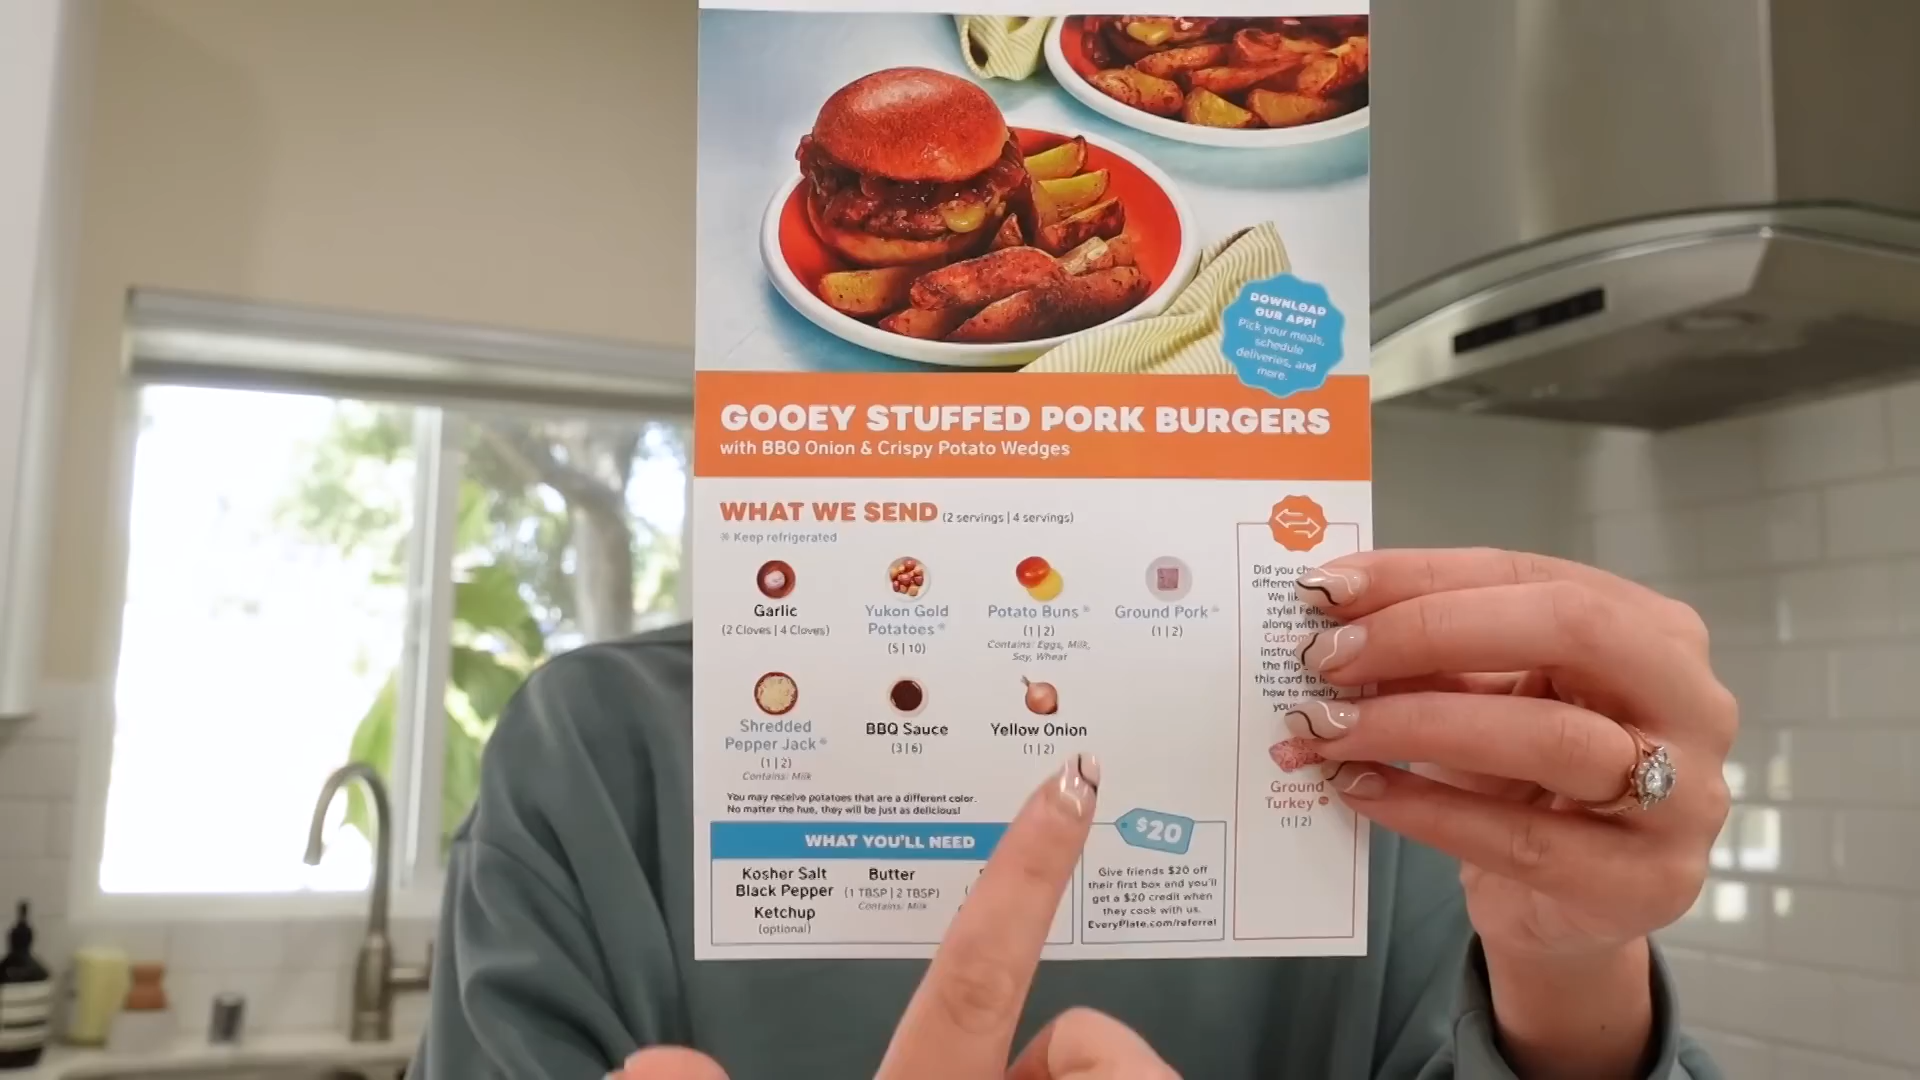 DOWNLOAD
OUR APP!
Pick your meals,
schedule
deliveries, and
more.
GOOEY STUFFED PORK BURGERS
with BBQ Onion & Crispy Potato Wedges
WHAT WE SEND (2 servings | 4 servings)
* Keep refrigerated
Garlic
(2 Cloves | 4 Cloves)
Yukon Gold
Potatoes *
(5 | 10)
Potato Buns *
(1 | 2)
Contains: Eggs, Milk,
Soy, Wheat
Ground Pork *
(1 | 2)
Shredded
Pepper Jack *
(1 | 2)
Contains: Milk
BBQ Sauce
(3 | 6)
Yellow Onion
(1 | 2)
You may receive potatoes that are a different color.
No matter the hue, they will be just as delicious!
WHAT YOU'LL NEED
Kosher Salt
Black Pepper
Ketchup
(optional)
Butter
(1 TBSP | 2 TBSP)
Contains: Milk
$20
Give friends $20 off
their first box and you'll
get a $20 credit when
they cook with us.
EveryPlate.com/referral
Did you
We
style!
along with the
the flip
this card to
how to modify
Ground
Turkey *
(1 | 2)